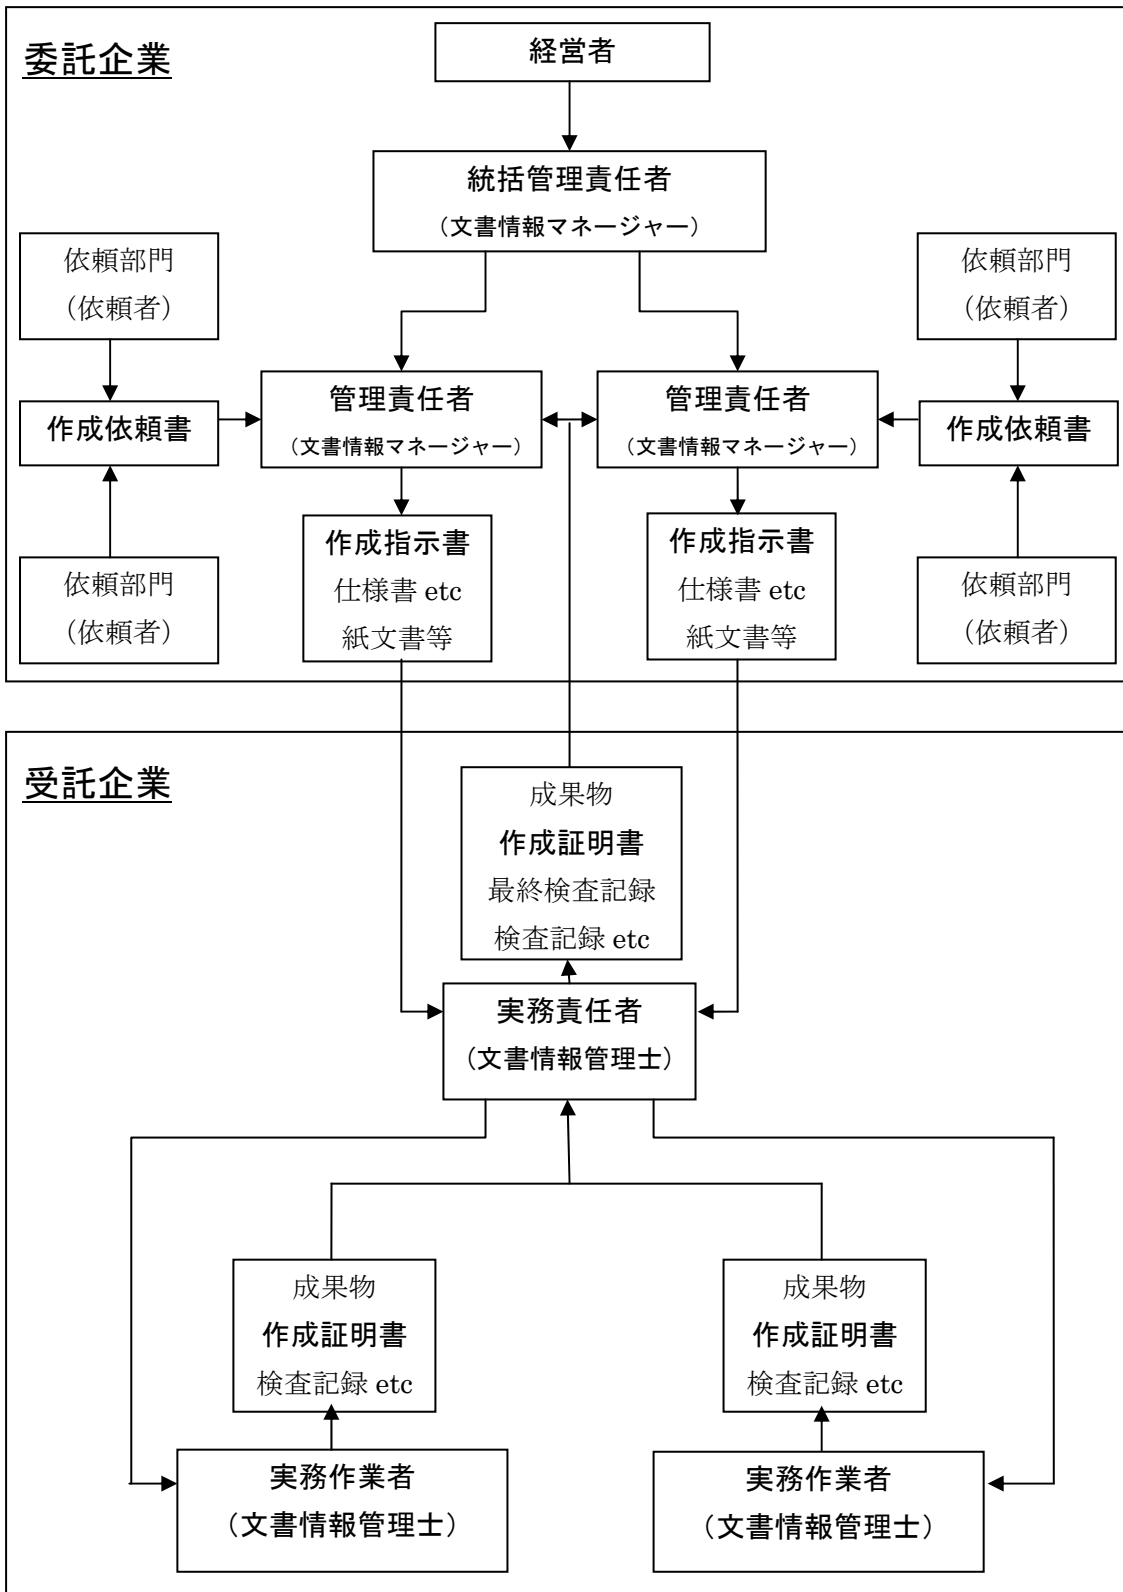 委託企業
経営者
統括管理責任者
（文書情報マネージャー）
依頼部門
（依頼者）
依頼部門
（依頼者）
作成依頼書
管理責任者
（文書情報マネージャー）
管理責任者
（文書情報マネージャー）
作成依頼書
依頼部門
（依頼者）
作成指示書
仕様書 etc
紙文書等
作成指示書
仕様書 etc
紙文書等
依頼部門
（依頼者）
受託企業
成果物
作成証明書
最終検査記録
検査記録 etc
実務責任者
（文書情報管理士）
成果物
作成証明書
検査記録 etc
成果物
作成証明書
検査記録 etc
実務作業者
（文書情報管理士）
実務作業者
（文書情報管理士）